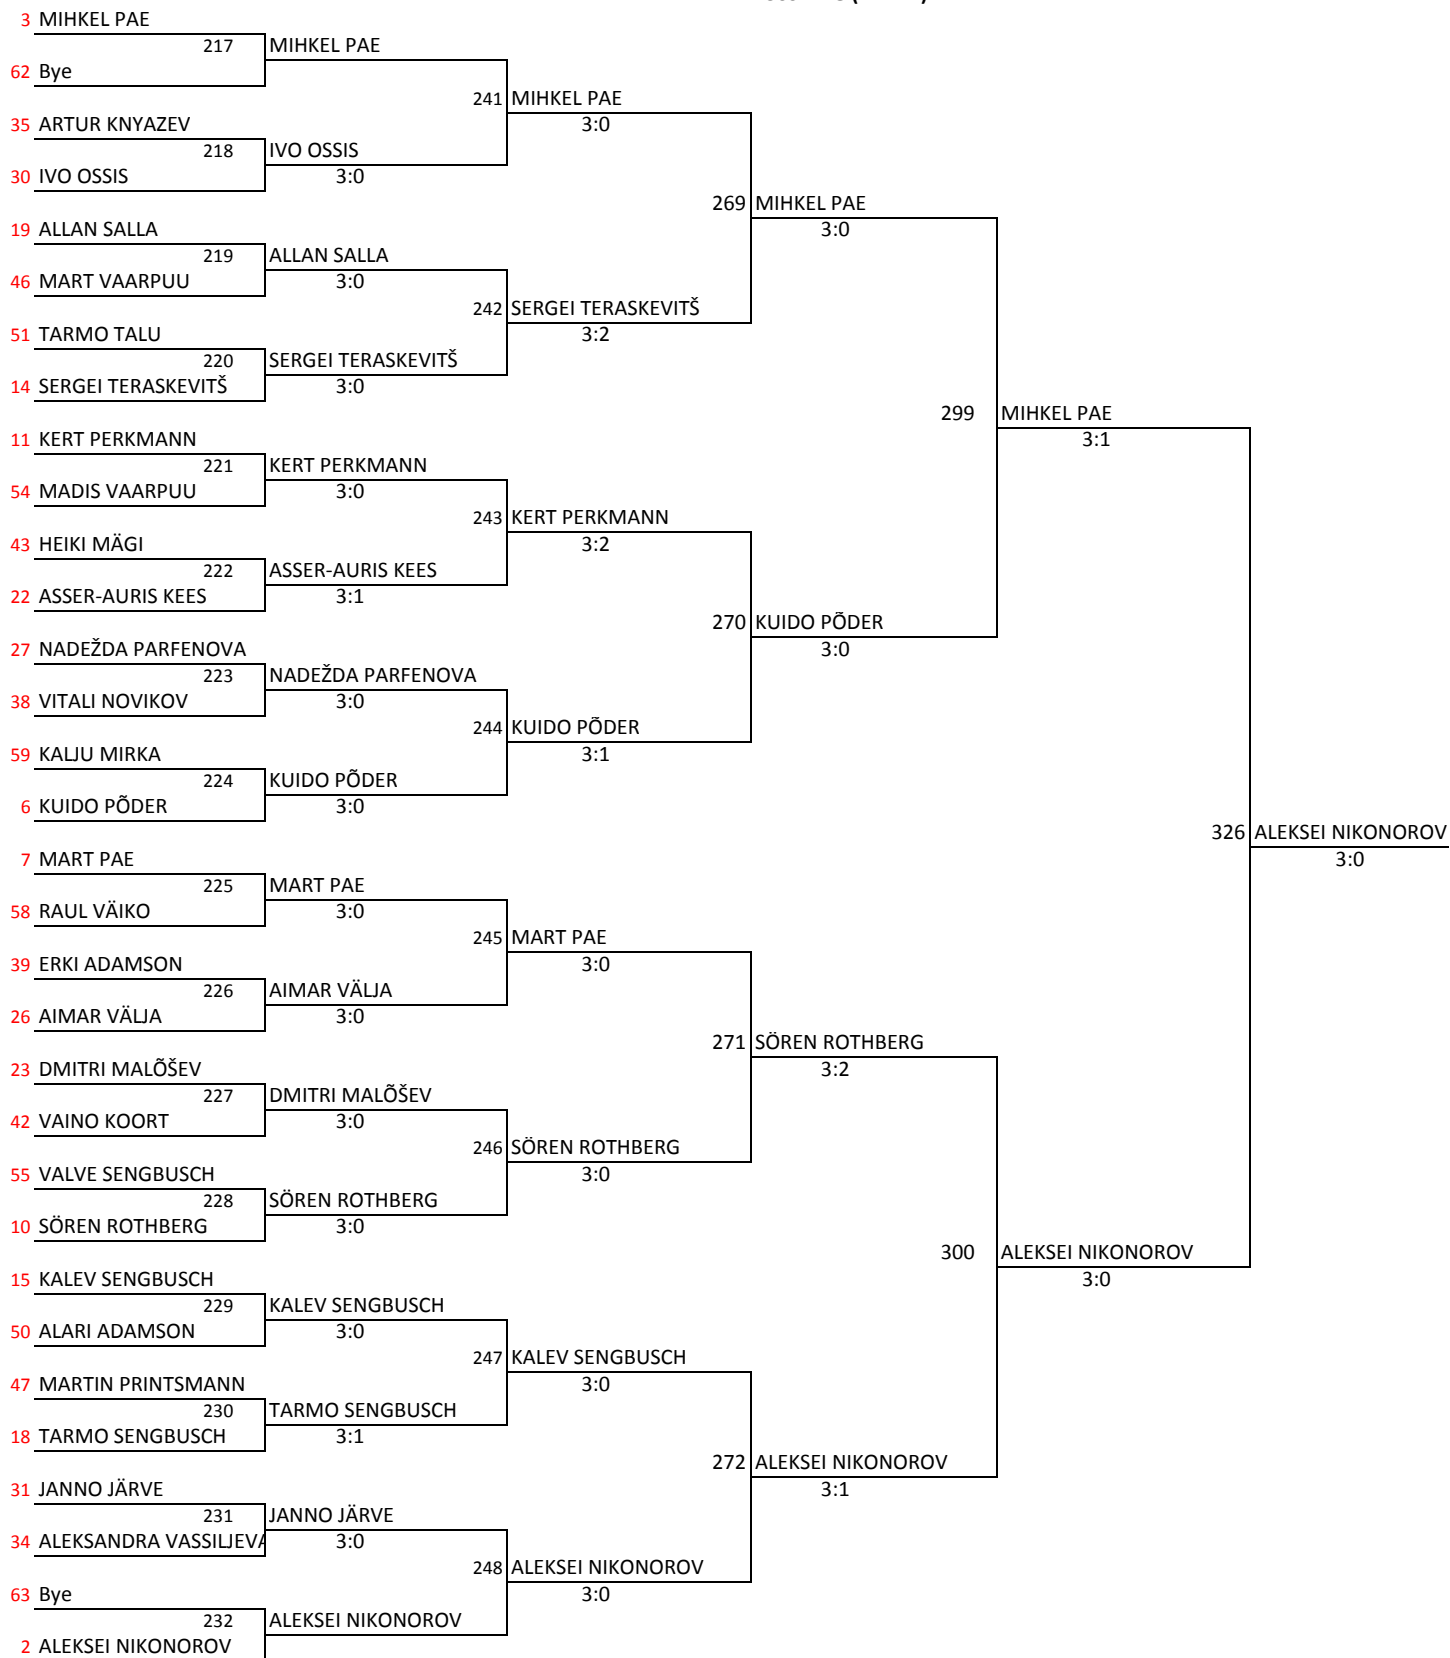 3 MIHKEL PAE
217 MIHKEL PAE
62 Bye
241 MIHKEL PAE
35 ARTUR KNYAZEV 3:0
218 IVO OSSIS
30 IVO OSSIS 3:0
269 MIHKEL PAE
19 ALLAN SALLA 3:0
219 ALLAN SALLA
46 MART VAARPUU 3:0
242 SERGEI TERASKEVITŠ
51 TARMO TALU 3:2
220 SERGEI TERASKEVITŠ
14 SERGEI TERASKEVITŠ 3:0
299 MIHKEL PAE
11 KERT PERKMANN 3:1
221 KERT PERKMANN
54 MADIS VAARPUU 3:0
243 KERT PERKMANN
43 HEIKI MÄGI 3:2
222 ASSER-AURIS KEES
22 ASSER-AURIS KEES 3:1
270 KUIDO PÕDER
27 NADEŽDA PARFENOVA 3:0
223 NADEŽDA PARFENOVA
38 VITALI NOVIKOV 3:0
244 KUIDO PÕDER
59 KALJU MIRKA 3:1
224 KUIDO PÕDER
6 KUIDO PÕDER 3:0
326 ALEKSEI NIKONOROV
7 MART PAE 3:0
225 MART PAE
58 RAUL VÄIKO 3:0
245 MART PAE
39 ERKI ADAMSON 3:0
226 AIMAR VÄLJA
26 AIMAR VÄLJA 3:0
271 SÖREN ROTHBERG
23 DMITRI MALÕŠEV 3:2
227 DMITRI MALÕŠEV
42 VAINO KOORT 3:0
246 SÖREN ROTHBERG
55 VALVE SENGBUSCH 3:0
228 SÖREN ROTHBERG
10 SÖREN ROTHBERG 3:0
300 ALEKSEI NIKONOROV
15 KALEV SENGBUSCH 3:0
229 KALEV SENGBUSCH
50 ALARI ADAMSON 3:0
247 KALEV SENGBUSCH
47 MARTIN PRINTSMANN 3:0
230 TARMO SENGBUSCH
18 TARMO SENGBUSCH 3:1
272 ALEKSEI NIKONOROV
31 JANNO JÄRVE 3:1
231 JANNO JÄRVE
34 ALEKSANDRA VASSILJEVA 3:0
248 ALEKSEI NIKONOROV
63 Bye 3:0
232 ALEKSEI NIKONOROV
2 ALEKSEI NIKONOROV